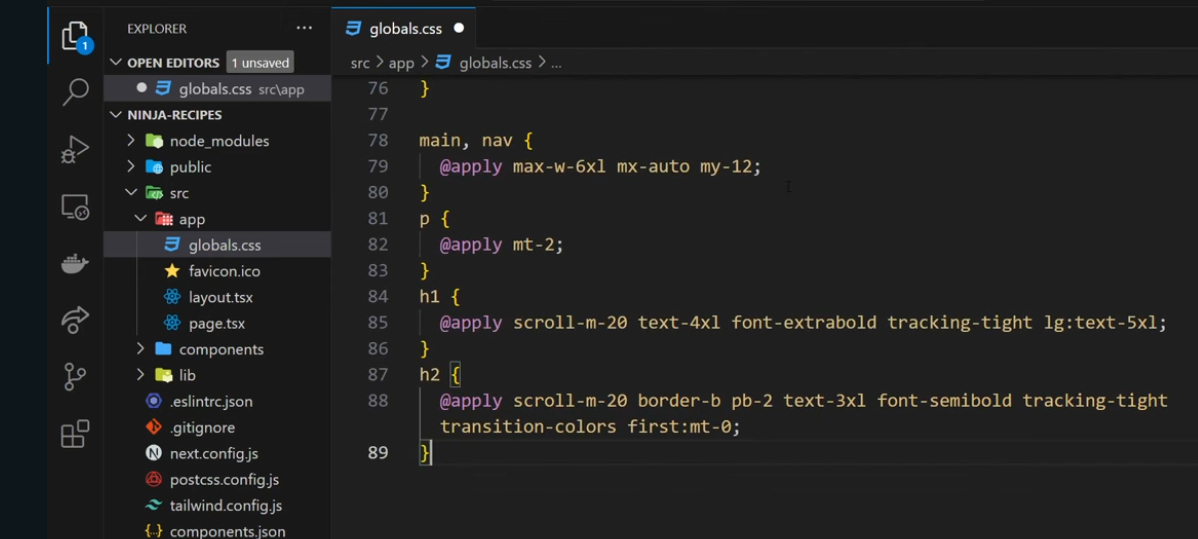 EXPLORER ...
globals.css
1
OPEN EDITORS 1 unsaved
globals.css src\app
NINJA-RECIPES
node_modules
public
src
app
globals.css
favicon.ico
layout.tsx
page.tsx
components
lib
.eslintrc.json
.gitignore
next.config.js
postcss.config.js
tailwind.config.js
{..} components.json
src > app > globals.css > ...
76 }
77
78 main, nav {
79 @apply max-w-6xl mx-auto my-12;
80 }
81 p {
82 @apply mt-2;
83 }
84 h1 {
85 @apply scroll-m-20 text-4xl font-extrabold tracking-tight lg:text-5xl;
86 }
87 h2 {
88 @apply scroll-m-20 border-b pb-2 text-3xl font-semibold tracking-tight
transition-colors first:mt-0;
89 }